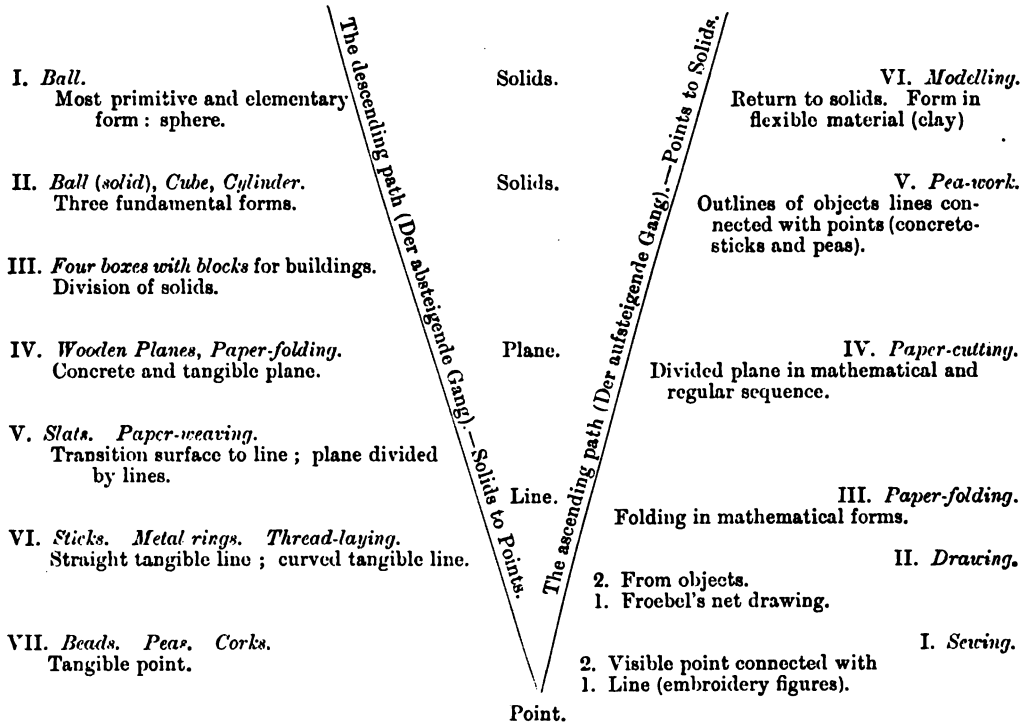 I. Ball.
Most primitive and elementary
form : sphere.
II. Ball (solid), Cube, Cylinder.
Three fundamental forms.
III. Four boxes with blocks for buildings.
Division of solids.
IV. Wooden Planes, Paper-folding.
Concrete and tangible plane.
V. Slats. Paper-weaving.
Transition surface to line ; plane divided
by lines.
VI. Sticks. Metal rings. Thread-laying.
Straight tangible line ; curved tangible line.
VII. Beads. Peas. Corks.
Tangible point.
The descending path (Der absteigende Gang).—Solids to Points.
Solids.
Solids.
Plane.
Line.
Point.
The ascending path (Der aufsteigende Gang).—Points to Solids.
VI. Modelling.
Return to solids. Form in
flexible material (clay)
V. Pea-work.
Outlines of objects lines con-
nected with points (concrete-
sticks and peas).
IV. Paper-cutting.
Divided plane in mathematical and
regular sequence.
III. Paper-folding.
Folding in mathematical forms.
II. Drawing.
2. From objects.
1. Froebel's net drawing.
I. Sewing.
2. Visible point connected with
1. Line (embroidery figures).